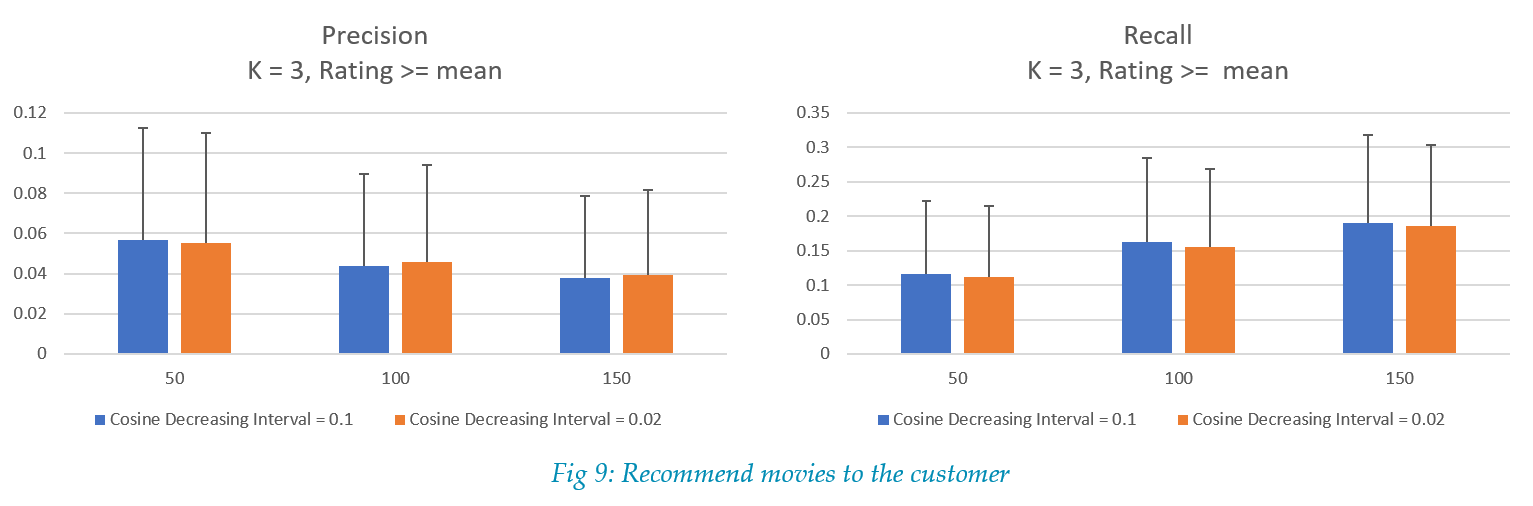 Precision
K = 3, Rating >= mean
0.12
0.1
0.08
0.06
0.04
0.02
0
50 100 150
Cosine Decreasing Interval = 0.1 Cosine Decreasing Interval = 0.02
Recall
K = 3, Rating >= mean
0.35
0.3
0.25
0.2
0.15
0.1
0.05
0
50 100 150
Cosine Decreasing Interval = 0.1 Cosine Decreasing Interval = 0.02
Fig 9: Recommend movies to the customer